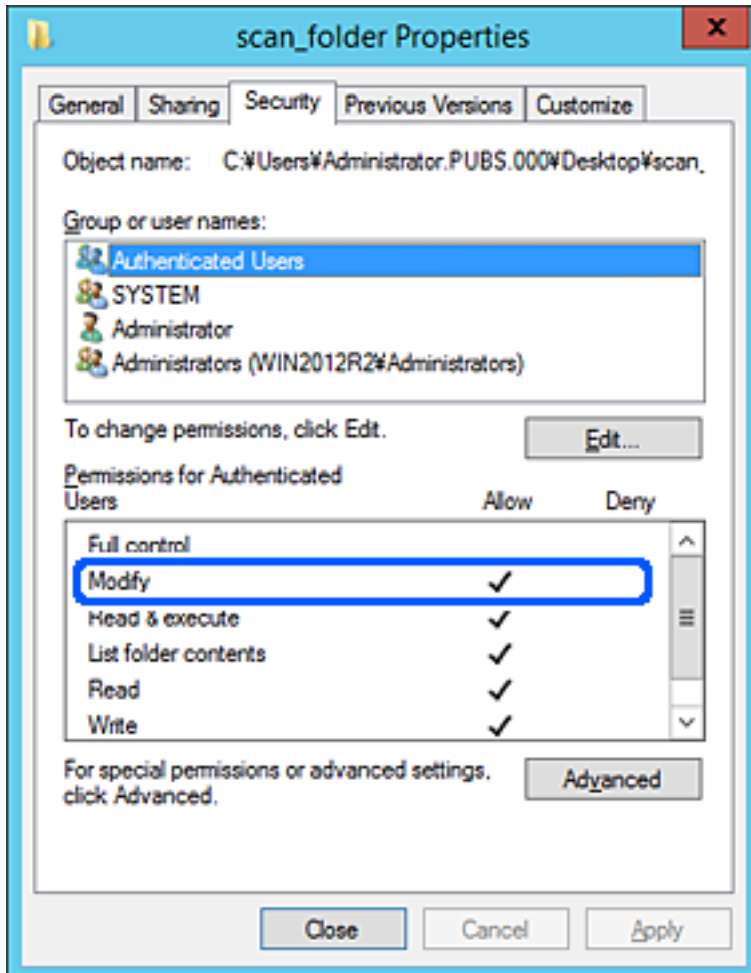 scan_folder Properties
x
General Sharing Security Previous Versions Customize
Object name: C:¥Users¥Administrator.PUBS.000¥Desktop¥scan_
Group or user names:
Authenticated Users
SYSTEM
Administrator
Administrators (WIN2012R2¥Administrators)
To change permissions, click Edit.
Edit...
Permissions for Authenticated
Users Allow Deny
Full control
Modify
Read & execute
List folder contents
Read
Write
For special permissions or advanced settings,
click Advanced.
Advanced
Close Cancel Apply